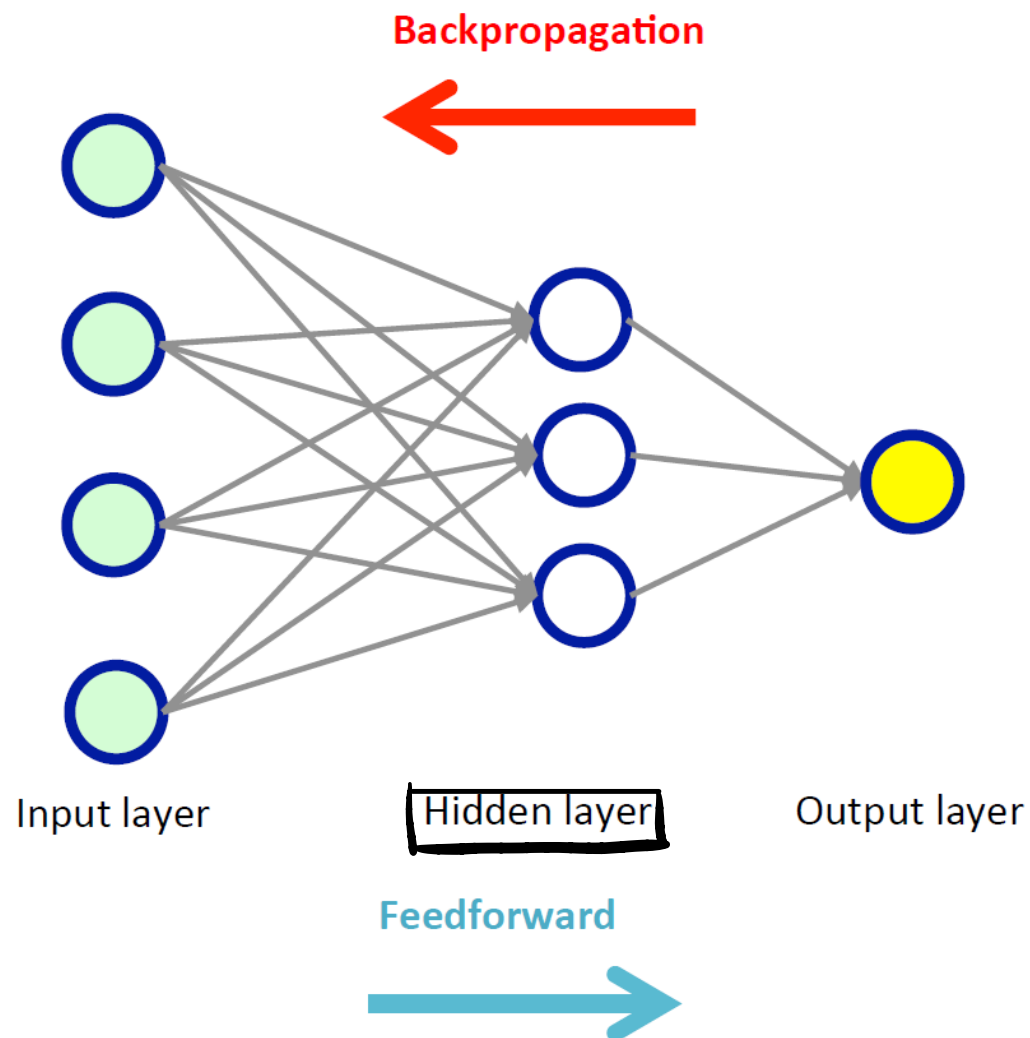 Backpropagation
Input layer
Hidden layer
Output layer
Feedforward